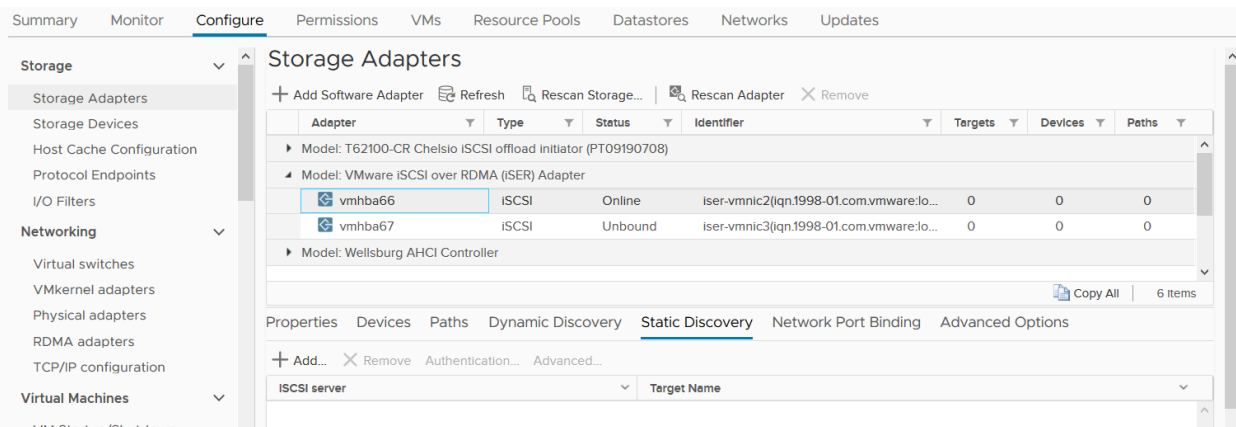 Summary Monitor Configure Permissions VMs Resource Pools Datastores Networks Updates
Storage
Storage Adapters
Storage Devices
Host Cache Configuration
Protocol Endpoints
I/O Filters
Networking
Virtual switches
VMkernel adapters
Physical adapters
RDMA adapters
TCP/IP configuration
Virtual Machines
Storage Adapters
Add Software Adapter Refresh Rescan Storage... Rescan Adapter Remove
Adapter Type Status Identifier Targets Devices Paths
Model: T62100-CR Chelsio iSCSI offload initiator (PT09190708)
Model: VMware iSCSI over RDMA (iSER) Adapter
vmhba66 iSCSI Online iser-vmnic2(iqn.1998-01.com.vmware:lo... 0 0 0
vmhba67 iSCSI Unbound iser-vmnic3(iqn.1998-01.com.vmware:lo... 0 0 0
Model: Wellsburg AHCI Controller
Copy All 6 items
Properties Devices Paths Dynamic Discovery Static Discovery Network Port Binding Advanced Options
Add... Remove Authentication... Advanced...
iSCSI server Target Name